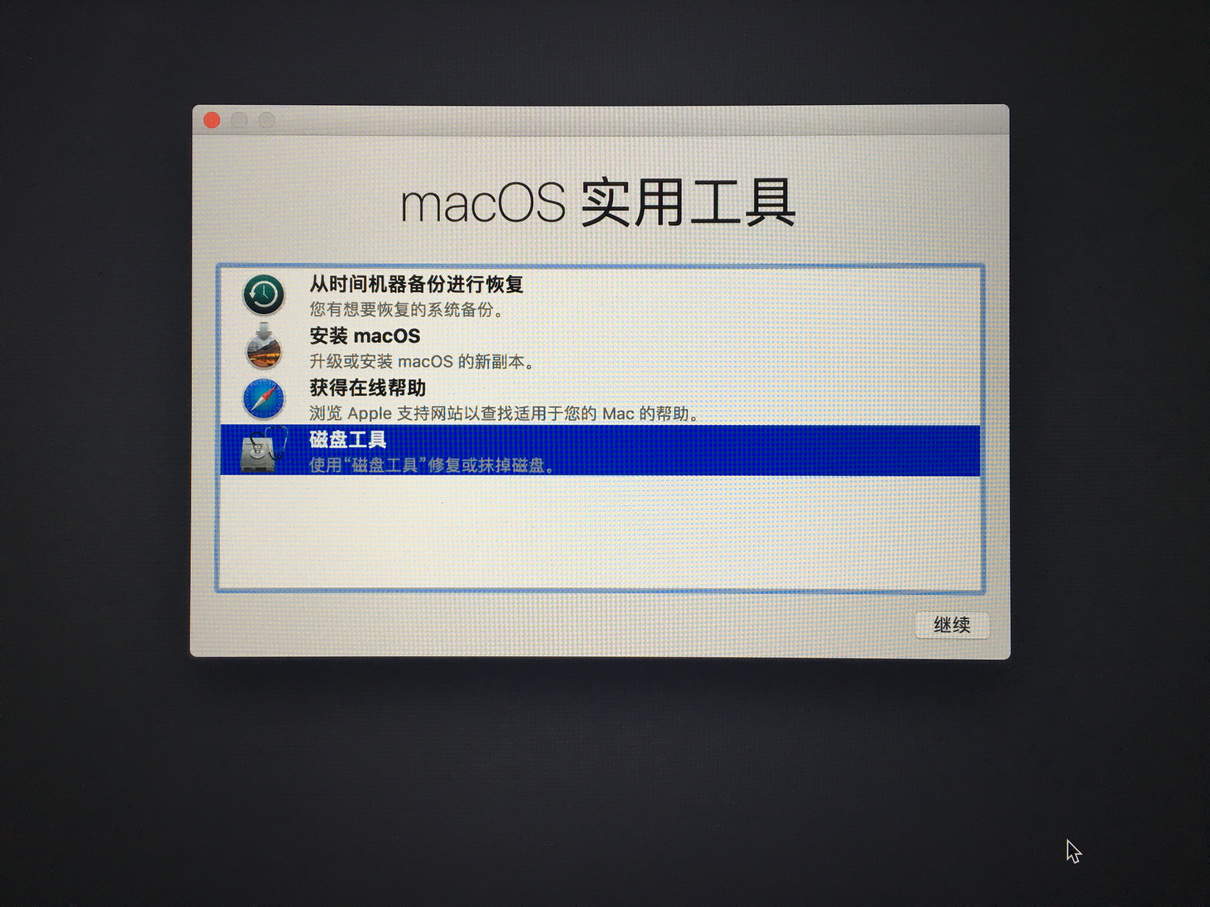 macOS 实用工具
从时间机器备份进行恢复
您有想要恢复的系统备份。
安装 macOS
升级或安装 macOS 的新副本。
获得在线帮助
浏览 Apple 支持网站以查找适用于您的 Mac 的帮助。
磁盘工具
使用“磁盘工具”修复或抹掉磁盘。
继续